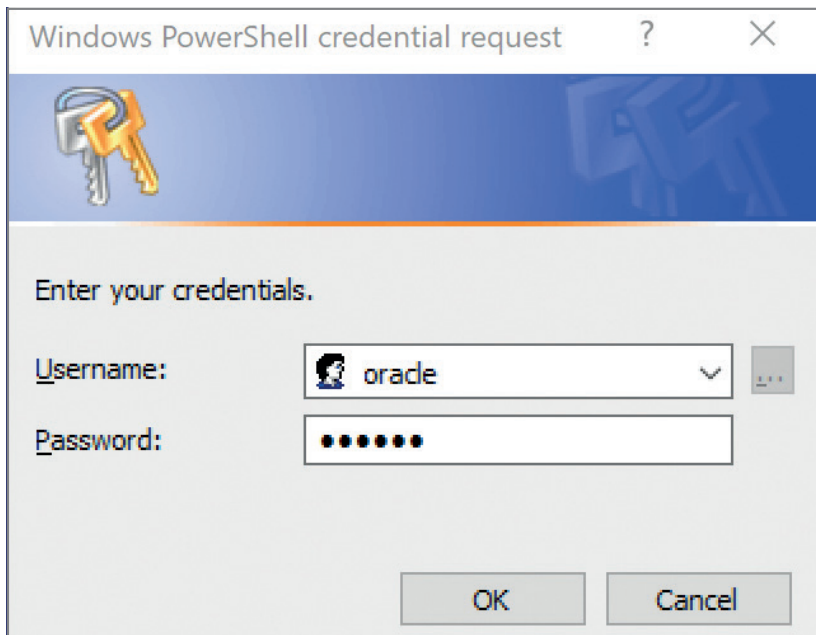 Windows PowerShell credential request ?
Enter your credentials.
Username: oracle ...
Password: ●●●●●●
OK Cancel